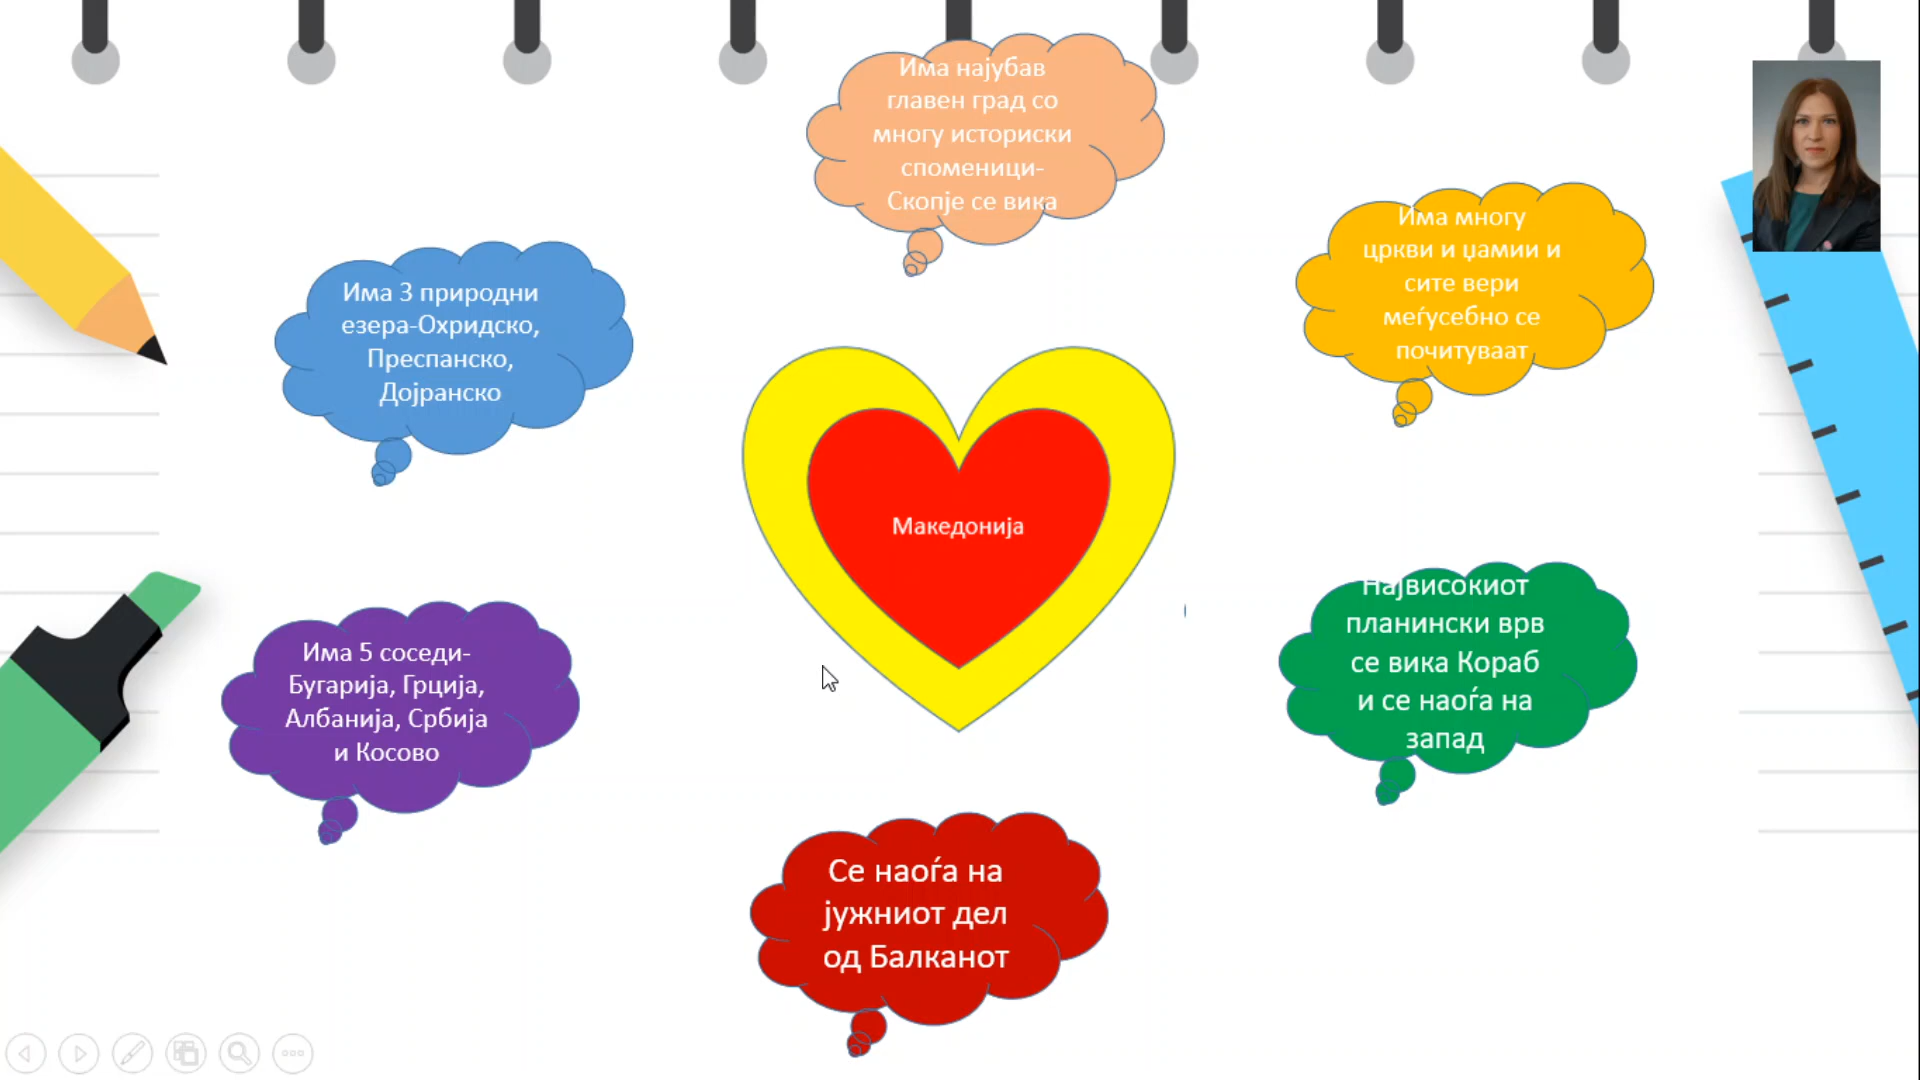 Има најубав
главен град со
многу историски
споменици-
Скопје се вика
Има многу
цркви и џамии и
сите вери
меѓусебно се
почитуваат
Има 3 природни
езера-Охридско,
Преспанско,
Дојранско
Македонија
Највисокиот
планински врв
се вика Кораб
и се наоѓа на
запад
Има 5 соседи-
Бугарија, Грција,
Албанија, Србија
и Косово
Се наоѓа на
јужниот дел
од Балканот